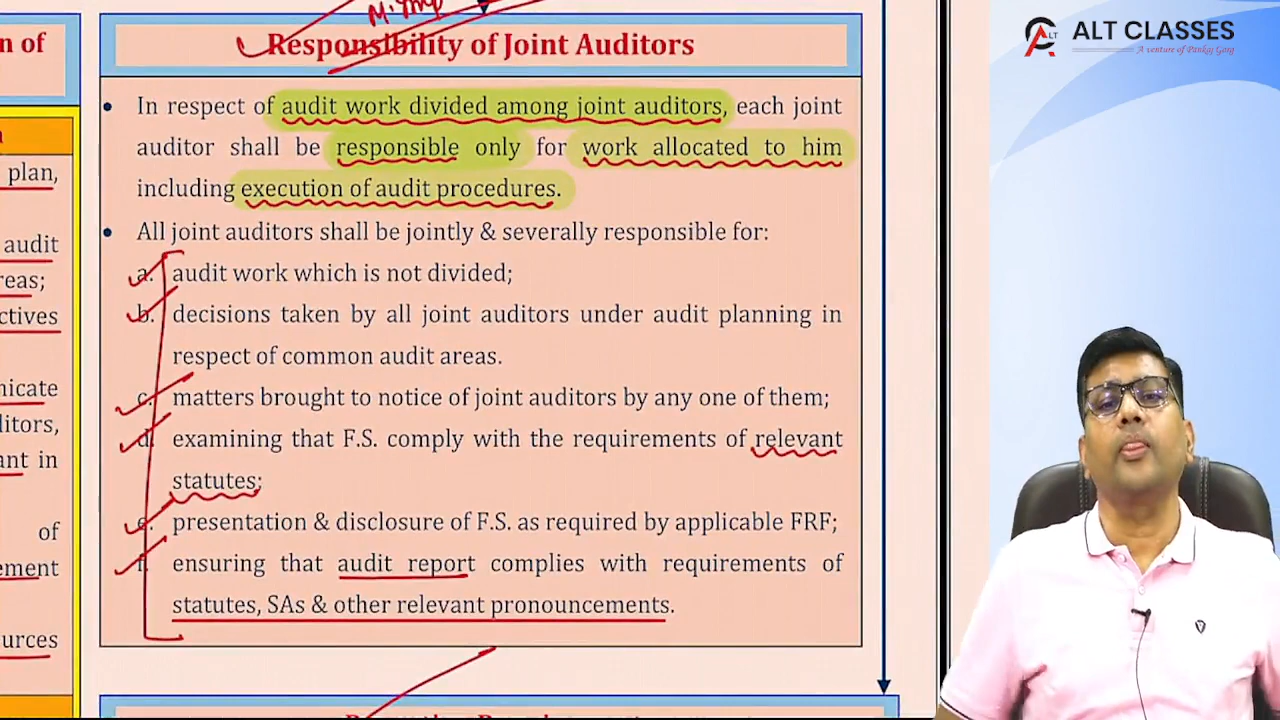 n of
plan,
audit
reas;
ctives
nicate
ditors,
ant in
of
ement
urces
M. Imp
Responsibility of Joint Auditors
• In respect of audit work divided among joint auditors, each joint
auditor shall be responsible only for work allocated to him
including execution of audit procedures.
• All joint auditors shall be jointly & severally responsible for:
a. audit work which is not divided;
b. decisions taken by all joint auditors under audit planning in
respect of common audit areas.
c. matters brought to notice of joint auditors by any one of them;
d. examining that F.S. comply with the requirements of relevant
statutes;
e. presentation & disclosure of F.S. as required by applicable FRF;
f. ensuring that audit report complies with requirements of
statutes, SAs & other relevant pronouncements.
ALT
ALT CLASSES
A venture of Pankaj Garg